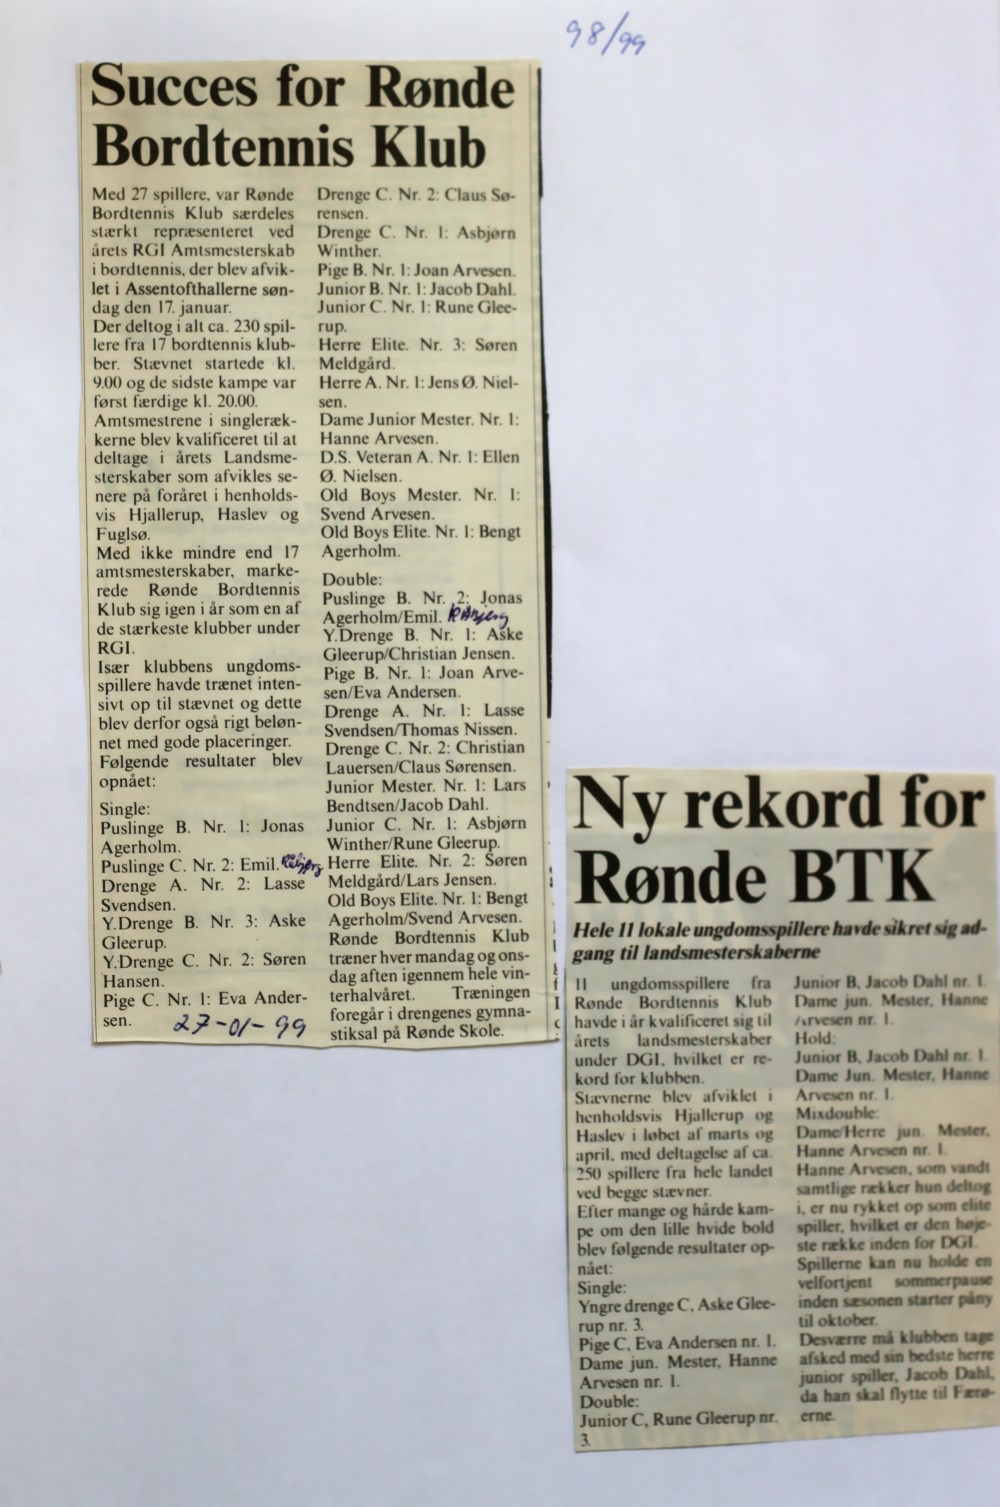 98/99
Succes for Rønde
Bordtennis Klub
Med 27 spillere, var Rønde
Bordtennis Klub særdeles
stærkt repræsenteret ved
årets RGI Amtsmesterskab
i bordtennis, der blev afvik-
let i Assentofthallerne søn-
dag den 17. januar.
Der deltog i alt ca. 230 spil-
lere fra 17 bordtennis klub-
ber. Stævnet startede kl.
9.00 og de sidste kampe var
først færdige kl. 20.00.
Amtsmestrene i singleræk-
kerne blev kvalificeret til at
deltage i årets Landsme-
sterskaber som afvikles se-
nere på foråret i henholds-
vis Hjallerup, Haslev og
Fuglsø.
Med ikke mindre end 17
amtsmesterskaber, marke-
rede Rønde Bordtennis
Klub sig igen i år som en af
de stærkeste klubber under
RGI.
Især klubbens ungdoms-
spillere havde trænet inten-
sivt op til stævnet og dette
blev derfor også rigt beløn-
net med gode placeringer.
Følgende resultater blev
opnået:
Single:
Puslinge B. Nr. 1: Jonas
Agerholm.
Puslinge C. Nr. 2: Emil.
Drenge A. Nr. 2: Lasse
Svendsen.
Y.Drenge B. Nr. 3: Aske
Gleerup.
Y.Drenge C. Nr. 2: Søren
Hansen.
Pige C. Nr. 1: Eva Ander-
sen.
27-01-99
Drenge C. Nr. 2: Claus Sø-
rensen.
Drenge C. Nr. 1: Asbjørn
Winther.
Pige B. Nr. 1: Joan Arvesen.
Junior B. Nr. 1: Jacob Dahl.
Junior C. Nr. 1: Rune Glee-
rup.
Herre Elite. Nr. 3: Søren
Meldgård.
Herre A. Nr. 1: Jens Ø. Niel-
sen.
Dame Junior Mester. Nr. 1:
Hanne Arvesen.
D.S. Veteran A. Nr. 1: Ellen
Ø. Nielsen.
Old Boys Mester. Nr. 1:
Svend Arvesen.
Old Boys Elite. Nr. 1: Bengt
Agerholm.
Double:
Puslinge B. Nr. 2: Jonas
Agerholm/Emil.
Y.Drenge B. Nr. 1: Aske
Gleerup/Christian Jensen.
Pige B. Nr. 1: Joan Arve-
sen/Eva Andersen.
Drenge A. Nr. 1: Lasse
Svendsen/Thomas Nissen.
Drenge C. Nr. 2: Christian
Lauersen/Claus Sørensen.
Junior Mester. Nr. 1: Lars
Bendtsen/Jacob Dahl.
Junior C. Nr. 1: Asbjørn
Winther/Rune Gleerup.
Herre Elite. Nr. 2: Søren
Meldgård/Lars Jensen.
Old Boys Elite. Nr. 1: Bengt
Agerholm/Svend Arvesen.
Rønde Bordtennis Klub
træner hver mandag og ons-
dag aften igennem hele vin-
terhalvåret. Træningen
foregår i drengenes gymna-
stiksal på Rønde Skole.
Ny rekord for
Rønde BTK
Hele 11 lokale ungdomsspillere havde sikret sig ad-
gang til landsmesterskaberne
11 ungdomsspillere fra
Rønde Bordtennis Klub
havde i år kvalificeret sig til
årets landsmesterskaber
under DGI, hvilket er re-
kord for klubben.
Stævnerne blev afviklet i
henholdsvis Hjallerup og
Haslev i løbet af marts og
april, med deltagelse af ca.
250 spillere fra hele landet
ved begge stævner.
Efter mange og hårde kam-
pe om den lille hvide bold
blev følgende resultater op-
nået:
Single:
Yngre drenge C, Aske Glee-
rup nr. 3.
Pige C, Eva Andersen nr. 1.
Dame jun. Mester, Hanne
Arvesen nr. 1.
Double:
Junior C, Rune Gleerup nr.
3.
Junior B, Jacob Dahl nr. 1.
Dame jun. Mester, Hanne
Arvesen nr. 1.
Hold:
Junior B, Jacob Dahl nr. 1.
Dame Jun. Mester, Hanne
Arvesen nr. 1.
Mixdouble:
Dame/Herre jun. Mester,
Hanne Arvesen nr. 1.
Hanne Arvesen, som vandt
samtlige rækker hun deltog
i, er nu rykket op som elite
spiller, hvilket er den høje-
ste række inden for DGI.
Spillerne kan nu holde en
velfortjent sommerpause
inden sæsonen starter påny
til oktober.
Desværre må klubben tage
afsked med sin bedste herre
junior spiller, Jacob Dahl,
da han skal flytte til Færø-
erne.